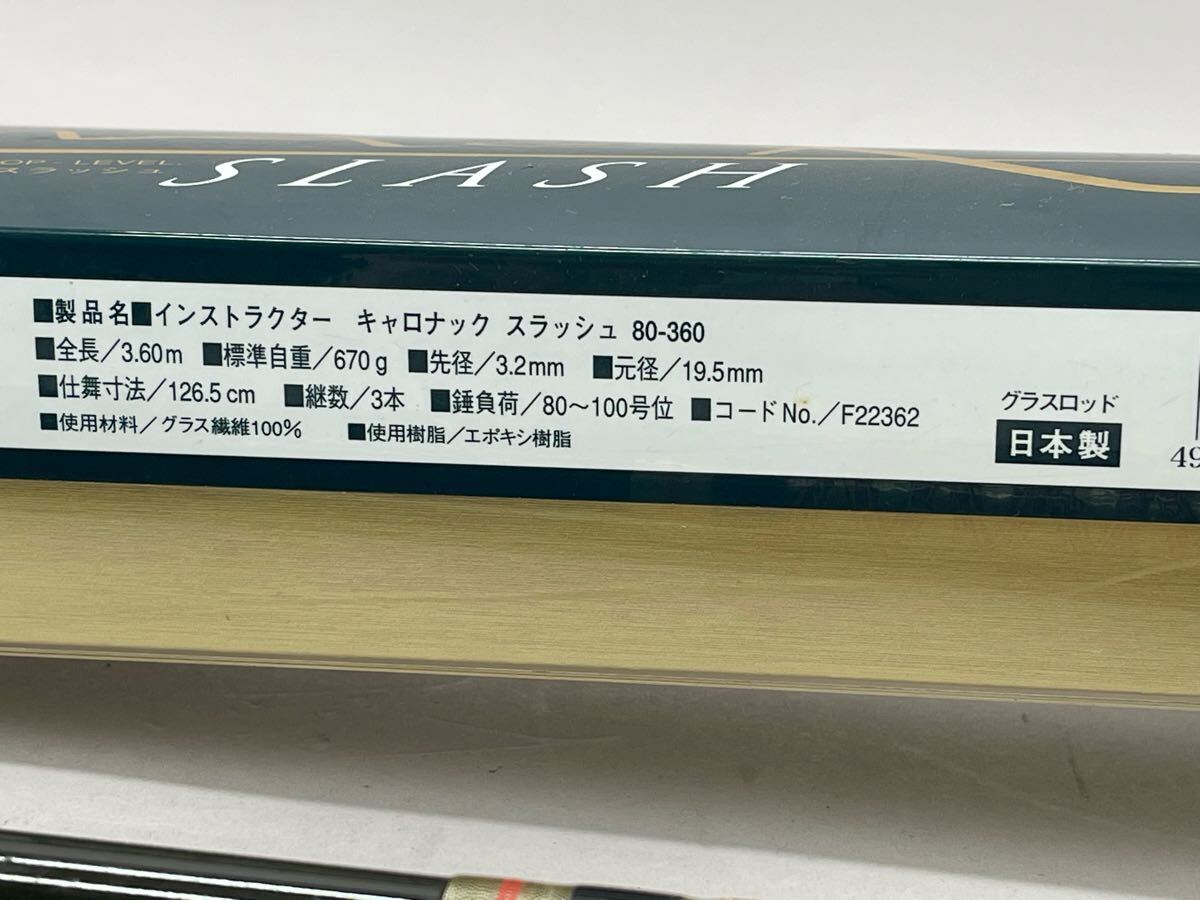 LEVEL
スラッシュ
SLASH
■製品名■インストラクター キャロナック スラッシュ 80-360
■全長/3.60m ■標準自重/670g ■先径/3.2mm ■元径/19.5mm
■仕舞寸法/126.5cm ■継数/3本 ■錘負荷/80〜100号位 ■コードNo./F22362
■使用材料/グラス繊維100% ■使用樹脂/エポキシ樹脂
グラスロッド
日本製
49